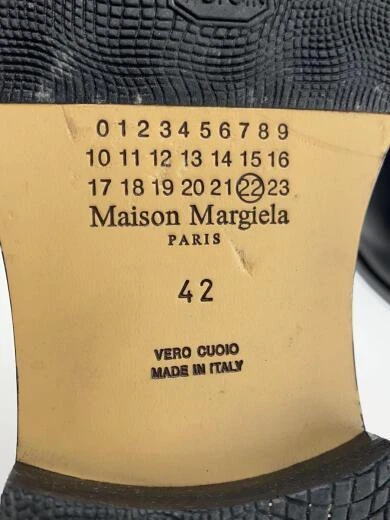 0 1 2 3 4 5 6 7 8 9
10 11 12 13 14 15 16
17 18 19 20 21 22 23
Maison Margiela
PARIS
42
VERO CUOIO
MADE IN ITALY